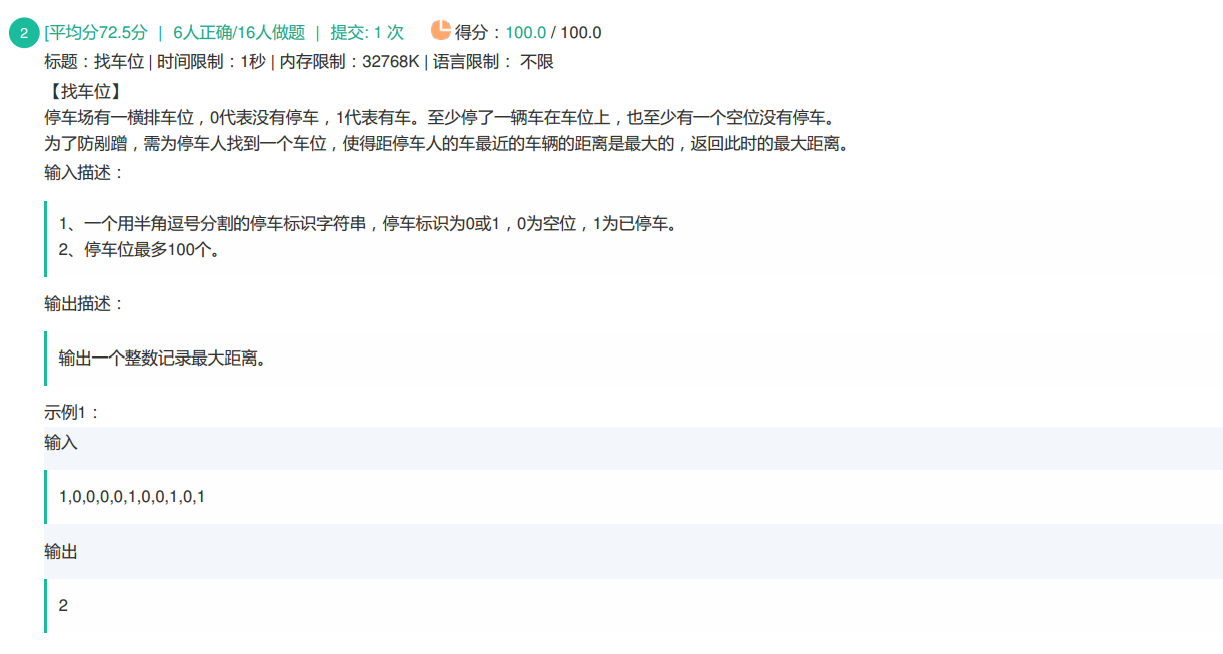 2 [平均分72.5分 | 6人正确/16人做题 | 提交: 1 次 得分：100.0 / 100.0
标题：找车位 | 时间限制：1秒 | 内存限制：32768K | 语言限制： 不限
【找车位】
停车场有一横排车位，0代表没有停车，1代表有车。至少停了一辆车在车位上，也至少有一个空位没有停车。
为了防剐蹭，需为停车人找到一个车位，使得距停车人的车最近的车辆的距离是最大的，返回此时的最大距离。
输入描述：
1、一个用半角逗号分割的停车标识字符串，停车标识为0或1，0为空位，1为已停车。
2、停车位最多100个。
输出描述：
输出一个整数记录最大距离。
示例1：
输入
1,0,0,0,0,1,0,0,1,0,1
输出
2